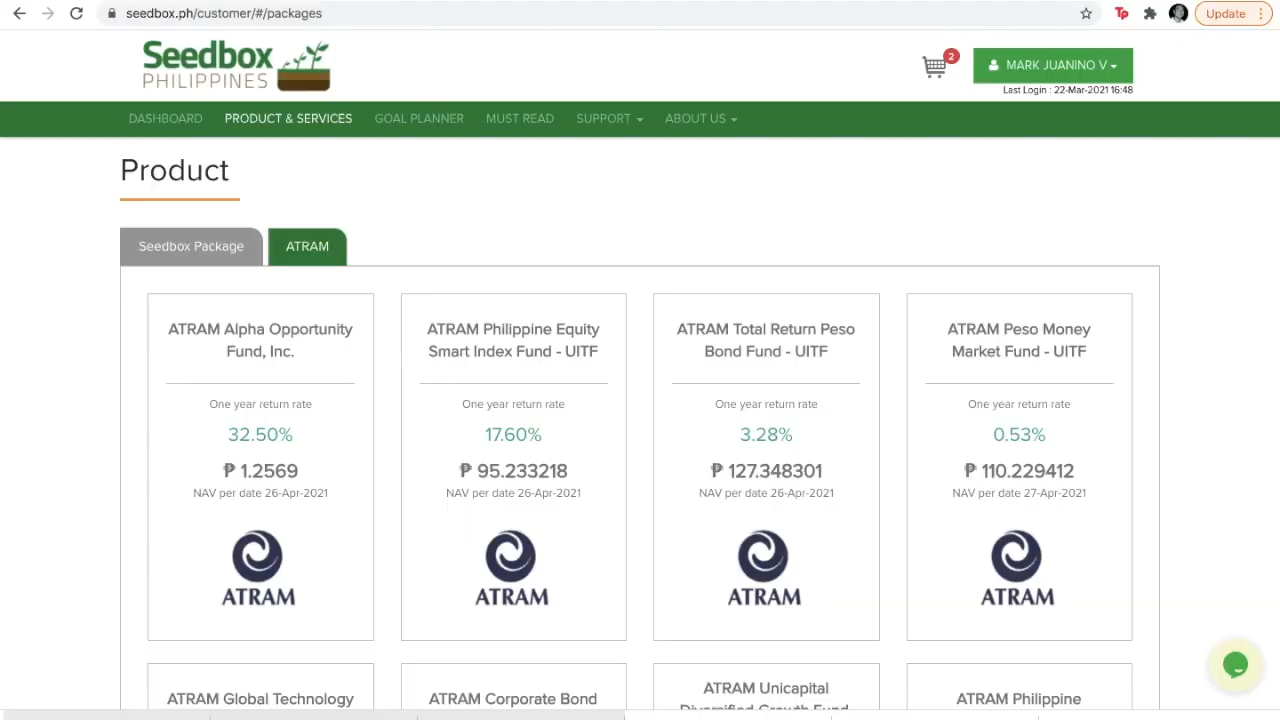 seedbox.ph/customer/#/packages
Tp
Update
Seedbox
PHILIPPINES
2
MARK JUANINO V
Last Login : 22-Mar-2021 16:48
DASHBOARD PRODUCT & SERVICES GOAL PLANNER MUST READ SUPPORT ABOUT US
Product
Seedbox Package ATRAM
ATRAM Alpha Opportunity
Fund, Inc.
One year return rate
32.50%
₱ 1.2569
NAV per date 26-Apr-2021
ATRAM
ATRAM Philippine Equity
Smart Index Fund - UITF
One year return rate
17.60%
₱ 95.233218
NAV per date 26-Apr-2021
ATRAM
ATRAM Total Return Peso
Bond Fund - UITF
One year return rate
3.28%
₱ 127.348301
NAV per date 26-Apr-2021
ATRAM
ATRAM Peso Money
Market Fund - UITF
One year return rate
0.53%
₱ 110.229412
NAV per date 27-Apr-2021
ATRAM
ATRAM Global Technology
ATRAM Corporate Bond
ATRAM Unicapital
Diversified Growth Fund
ATRAM Philippine